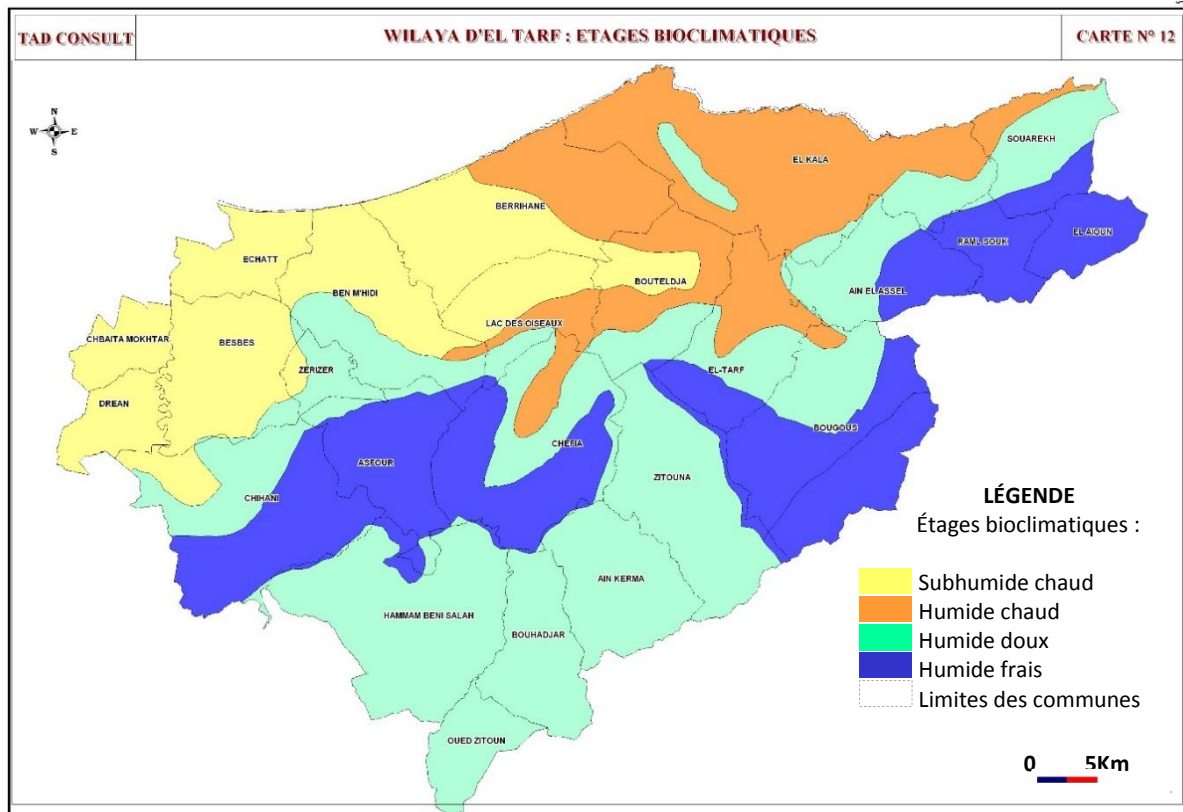 TAD CONSULT
WILAYA D'EL TARF : ETAGES BIOCLIMATIQUES
CARTE N° 12
N
W E
S
SOUAREKH
EL KALA
BERRIHANE
RAML SOUK
EL AIOUN
ECHATT
BOUTELDJA
AIN EL ASSEL
BEN M'HIDI
LAC DES OISEAUX
CHBAITA MOKHTAR
BESBES
ZERIZER
EL-TARF
DREAN
BOUGOUS
CHEFIA
ASFOUR
ZITOUNA
CHIHANI
AIN KERMA
HAMMAM BENI SALAH
BOUHADJAR
OUED ZITOUN
LÉGENDE
Étages bioclimatiques :
Subhumide chaud
Humide chaud
Humide doux
Humide frais
Limites des communes
0 5Km